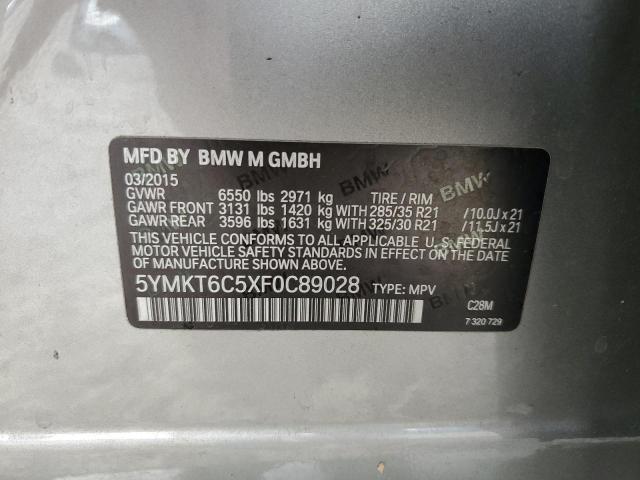 MFD BY BMW M GMBH
03/2015
GVWR 6550 lbs 2971 kg TIRE / RIM
GAWR FRONT 3131 lbs 1420 kg WITH 285/35 R21 /10.0J x 21
GAWR REAR 3596 lbs 1631 kg WITH 325/30 R21 /11.5J x 21
THIS VEHICLE CONFORMS TO ALL APPLICABLE U.S. FEDERAL
MOTOR VEHICLE SAFETY STANDARDS IN EFFECT ON THE DATE
OF MANUFACTURE SHOWN ABOVE.
5YMKT6C5XF0C89028 TYPE: MPV
C28M
7 320 729